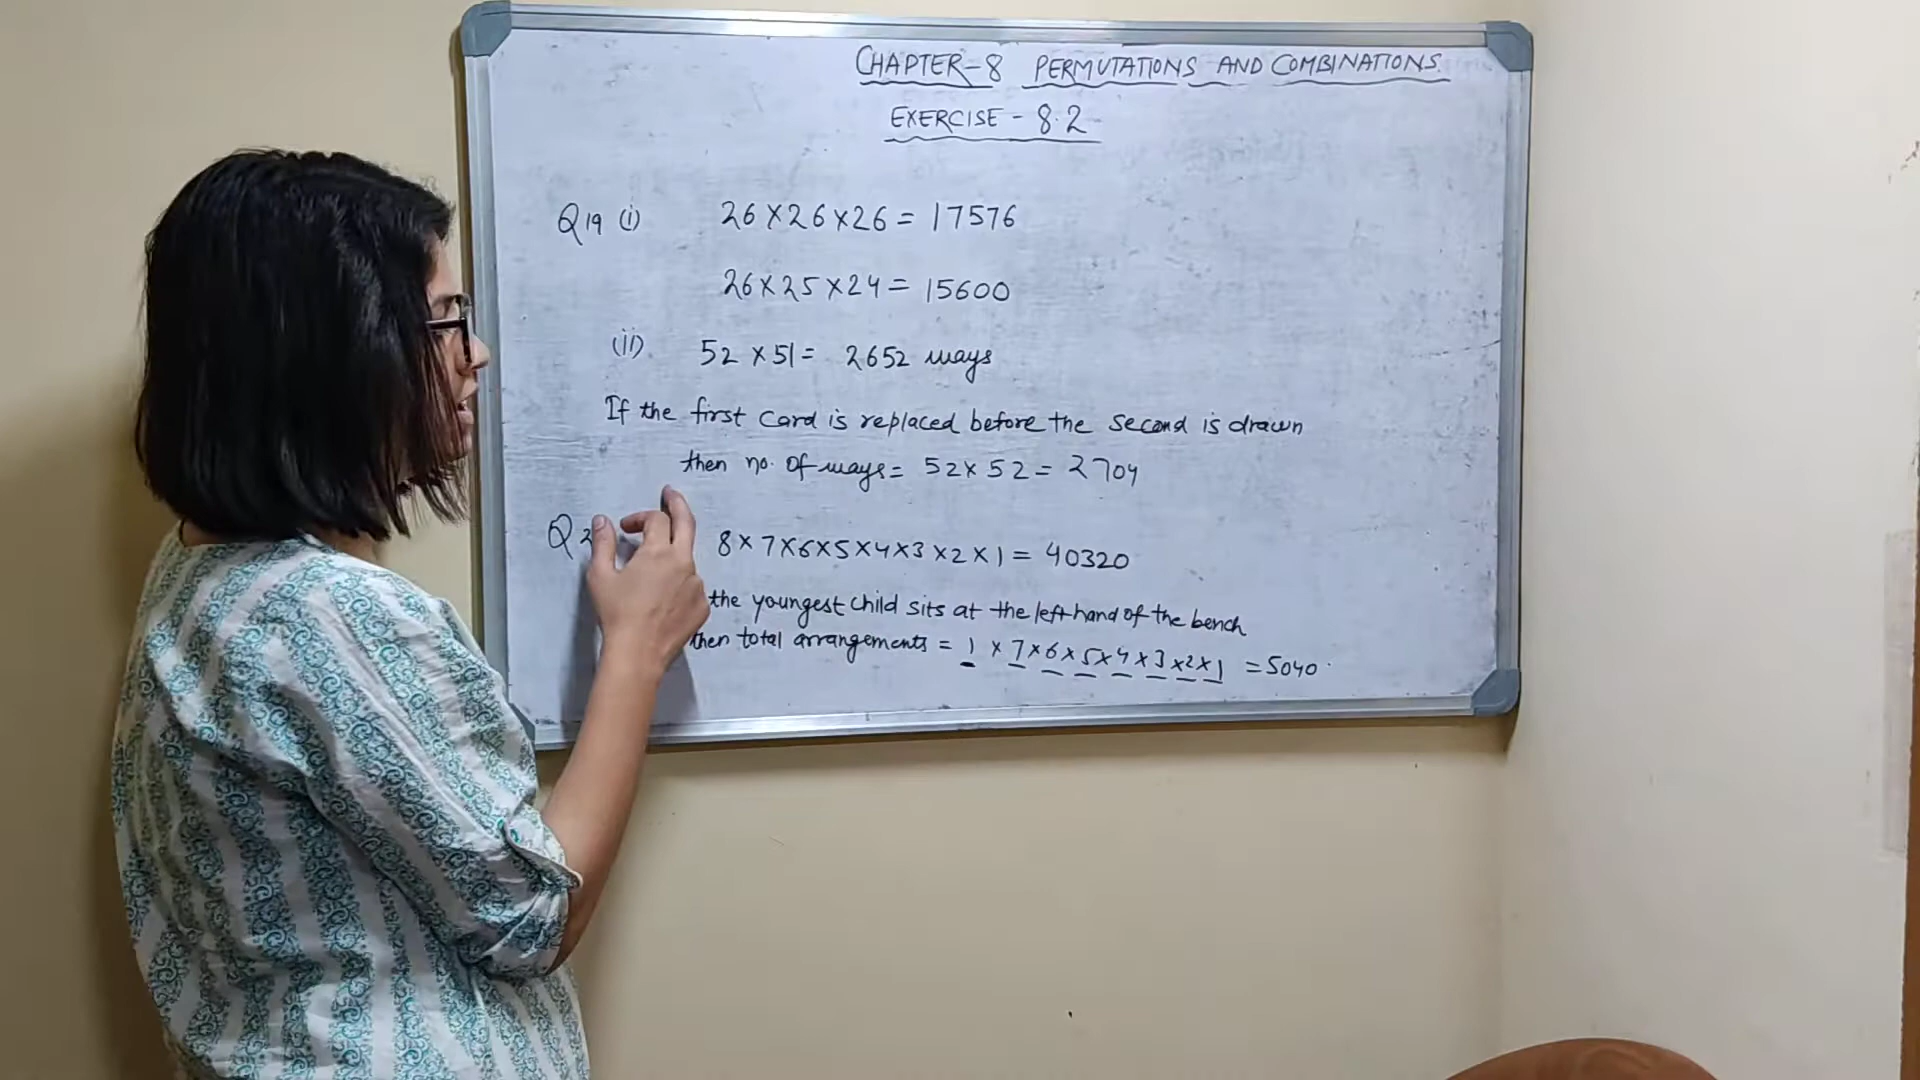 CHAPTER-8 PERMUTATIONS AND COMBINATIONS.
EXERCISE - 8.2
Q19 (i) 26×26×26 = 17576
26×25×24 = 15600
(ii) 52 ×51 = 2652 ways
If the first card is replaced before the second is drawn
then no. of ways = 52×52 = 2704
Q 8×7×6×5×4×3×2×1 = 40320
the youngest child sits at the left hand of the bench
then total arrangements = 1 ×7×6×5×4×3×2×1 = 5040.